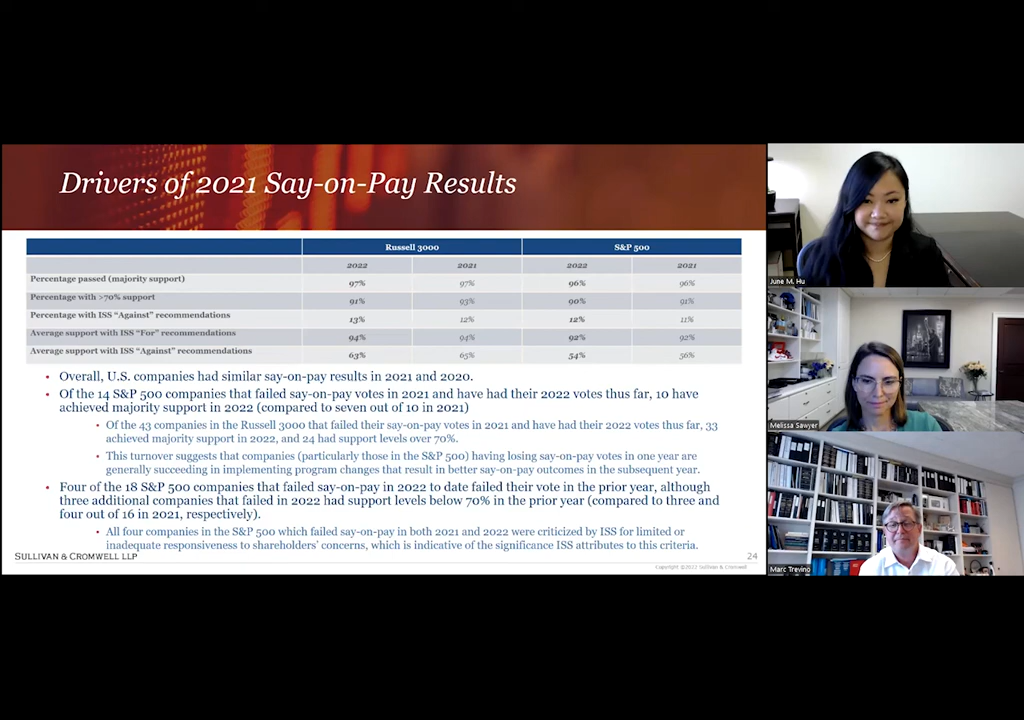 Drivers of 2021 Say-on-Pay Results
Russell 3000 S&P 500
2022 2021 2022 2021
Percentage passed (majority support) 97% 97% 96% 96%
Percentage with >70% support 91% 93% 90% 91%
Percentage with ISS “Against” recommendations 13% 12% 12% 11%
Average support with ISS “For” recommendations 94% 94% 92% 92%
Average support with ISS “Against” recommendations 63% 65% 54% 56%
• Overall, U.S. companies had similar say-on-pay results in 2021 and 2020.
• Of the 14 S&P 500 companies that failed say-on-pay votes in 2021 and have had their 2022 votes thus far, 10 have
achieved majority support in 2022 (compared to seven out of 10 in 2021)
• Of the 43 companies in the Russell 3000 that failed their say-on-pay votes in 2021 and have had their 2022 votes thus far, 33
achieved majority support in 2022, and 24 had support levels over 70%.
• This turnover suggests that companies (particularly those in the S&P 500) having losing say-on-pay votes in one year are
generally succeeding in implementing program changes that result in better say-on-pay outcomes in the subsequent year.
• Four of the 18 S&P 500 companies that failed say-on-pay in 2022 to date failed their vote in the prior year, although
three additional companies that failed in 2022 had support levels below 70% in the prior year (compared to three and
four out of 16 in 2021, respectively).
• All four companies in the S&P 500 which failed say-on-pay in both 2021 and 2022 were criticized by ISS for limited or
inadequate responsiveness to shareholders’ concerns, which is indicative of the significance ISS attributes to this criteria.
SULLIVAN & CROMWELL LLP
24
Copyright ©2022 Sullivan & Cromwell
June M. Hu
Melissa Sawyer
Marc Trevino